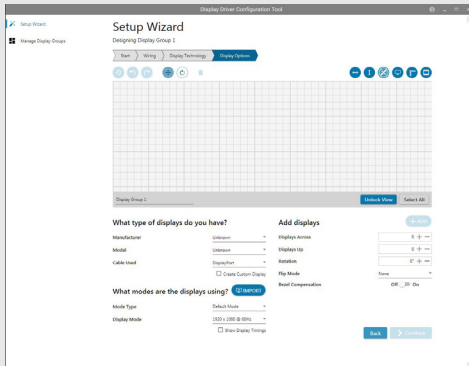 Display Driver Configuration Tool
Setup Wizard
Manage Display Groups
Setup Wizard
Designing Display Group 1
Start
Wiring
Display Technology
Display Options
Display Group 1
Unlock View
Select All
What type of displays do you have?
Manufacturer
Unknown
Model
Unknown
Cable Used
DisplayPort
Create Custom Display
What modes are the displays using?
IMPORT
Mode Type
Default Mode
Display Mode
1920 x 1080 @ 60Hz
Show Display Timings
Add displays
+ ADD
Displays Across
Displays Up
Rotation
0° + −
Flip Mode
None
Bezel Compensation
Off
On
Back
Continue